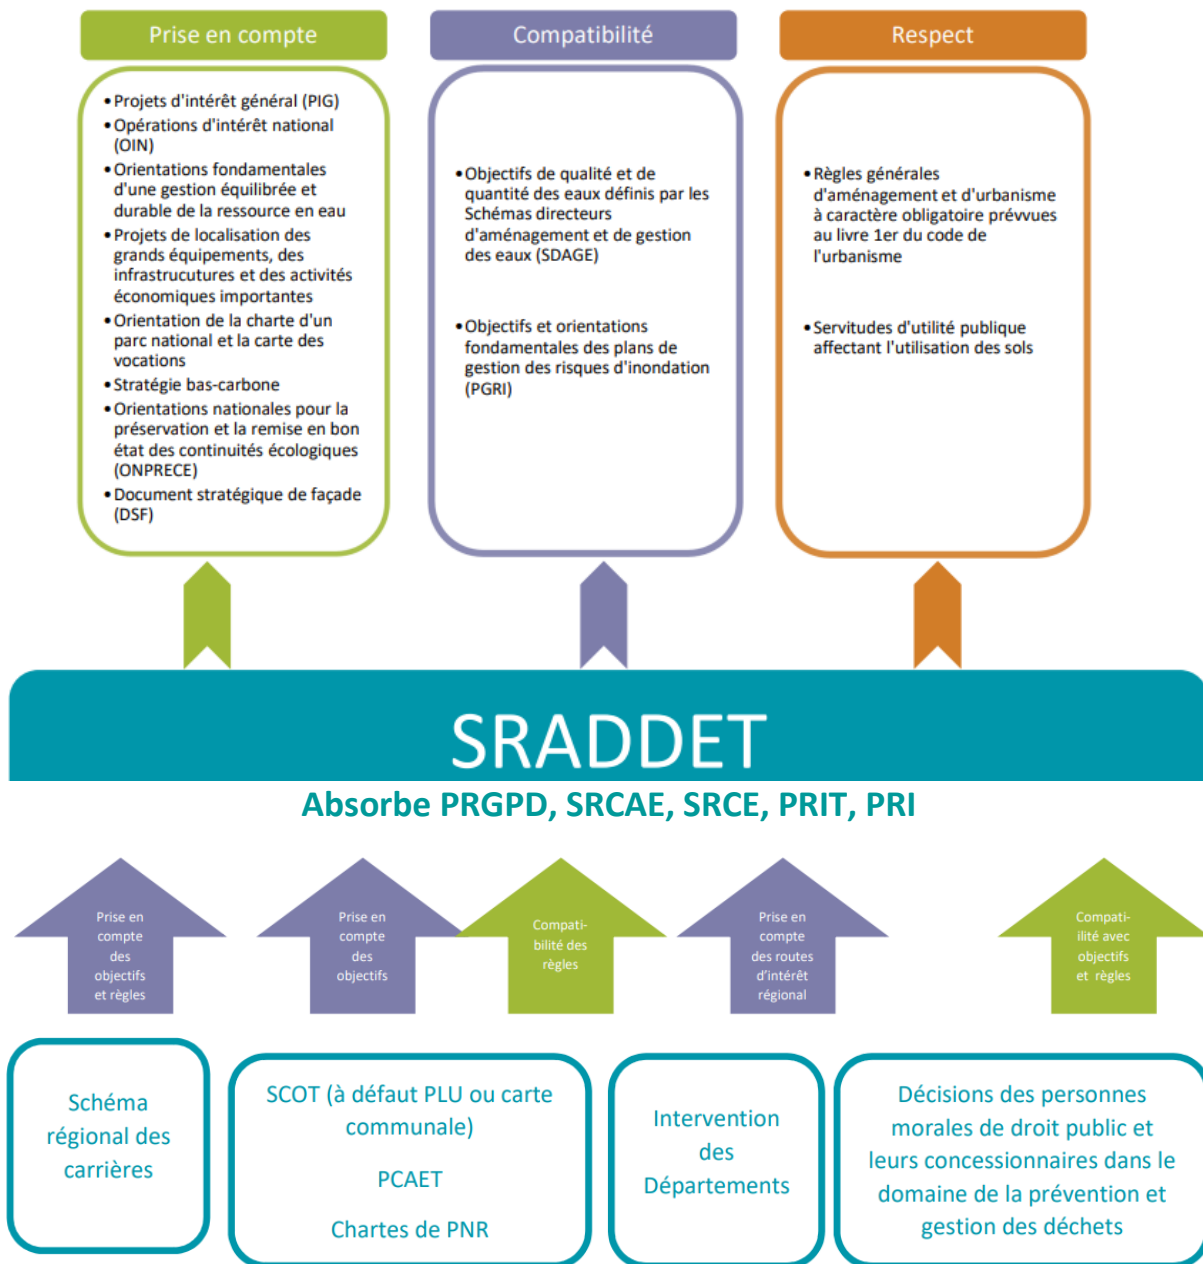 Prise en compte
• Projets d'intérêt général (PIG)
• Opérations d'intérêt national
(OIN)
• Orientations fondamentales
d'une gestion équilibrée et
durable de la ressource en eau
• Projets de localisation des
grands équipements, des
infrastrucutures et des activités
économiques importantes
• Orientation de la charte d'un
parc national et la carte des
vocations
• Stratégie bas-carbone
• Orientations nationales pour la
préservation et la remise en bon
état des continuités écologiques
(ONPRECE)
• Document stratégique de façade
(DSF)
Compatibilité
• Objectifs de qualité et de
quantité des eaux définis par les
Schémas directeurs
d'aménagement et de gestion
des eaux (SDAGE)
• Objectifs et orientations
fondamentales des plans de
gestion des risques d'inondation
(PGRI)
Respect
• Règles générales
d'aménagement et d'urbanisme
à caractère obligatoire prévvues
au livre 1er du code de
l'urbanisme
• Servitudes d'utilité publique
affectant l'utilisation des sols
SRADDET
Absorbe PRGPD, SRCAE, SRCE, PRIT, PRI
Prise en
compte
des
objectifs
et règles
Prise en
compte
des
objectifs
Compati-
bilité des
règles
Prise en
compte
des routes
d'intérêt
régional
Compati-
ilité avec
objectifs
et règles
Schéma
régional des
carrières
SCOT (à défaut PLU ou carte
communale)
PCAET
Chartes de PNR
Intervention
des
Départements
Décisions des personnes
morales de droit public et
leurs concessionnaires dans le
domaine de la prévention et
gestion des déchets